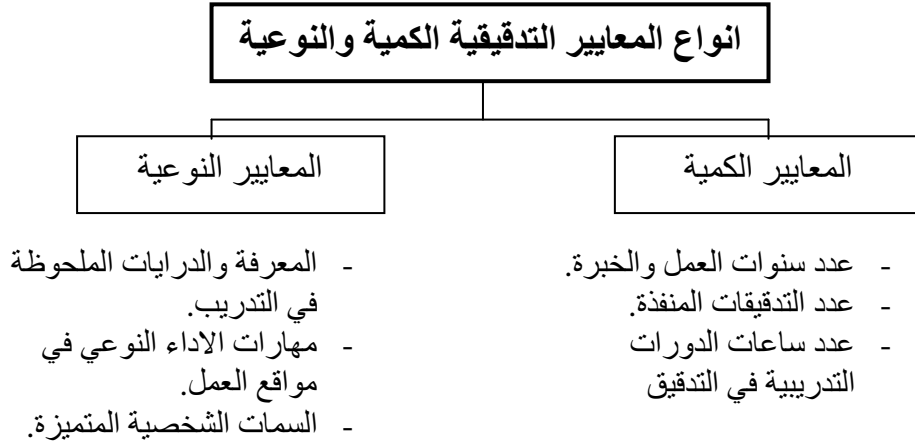 انواع المعايير التدقيقية الكمية والنوعية
المعايير الكمية
- عدد سنوات العمل والخبرة.
- عدد التدقيقات المنفذة.
- عدد ساعات الدورات
التدريبية في التدقيق
المعايير النوعية
- المعرفة والدرايات الملحوظة
في التدريب.
- مهارات الاداء النوعي في
مواقع العمل.
- السمات الشخصية المتميزة.